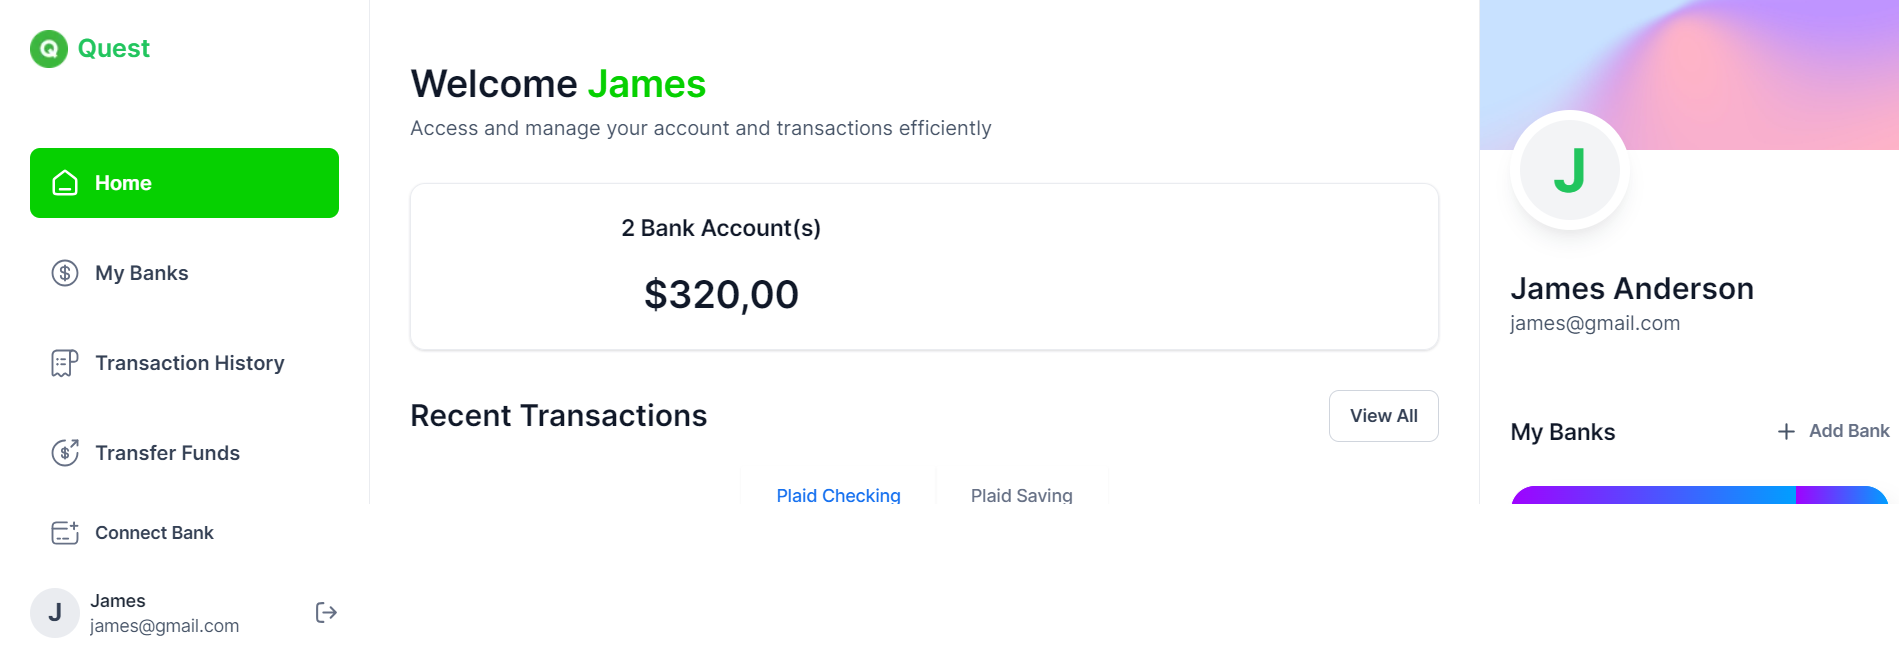 Q Quest
Home
My Banks
Transaction History
Transfer Funds
Connect Bank
J
James
james@gmail.com
Welcome James
Access and manage your account and transactions efficiently
2 Bank Account(s)
$320,00
Recent Transactions
View All
Plaid Checking
Plaid Saving
J
James Anderson
james@gmail.com
My Banks
+ Add Bank